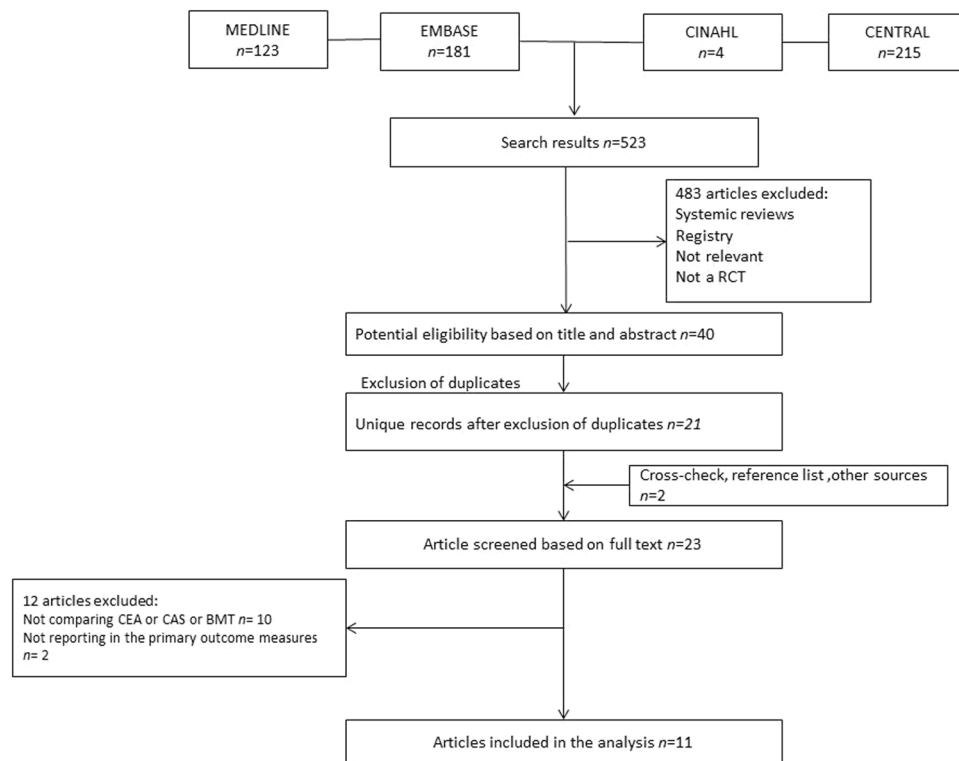 MEDLINE
n=123
EMBASE
n=181
CINAHL
n=4
CENTRAL
n=215
Search results n=523
483 articles excluded:
Systemic reviews
Registry
Not relevant
Not a RCT
Potential eligibility based on title and abstract n=40
Exclusion of duplicates
Unique records after exclusion of duplicates n=21
Cross-check, reference list ,other sources
n=2
Article screened based on full text n=23
12 articles excluded:
Not comparing CEA or CAS or BMT n= 10
Not reporting in the primary outcome measures
n= 2
Articles included in the analysis n=11